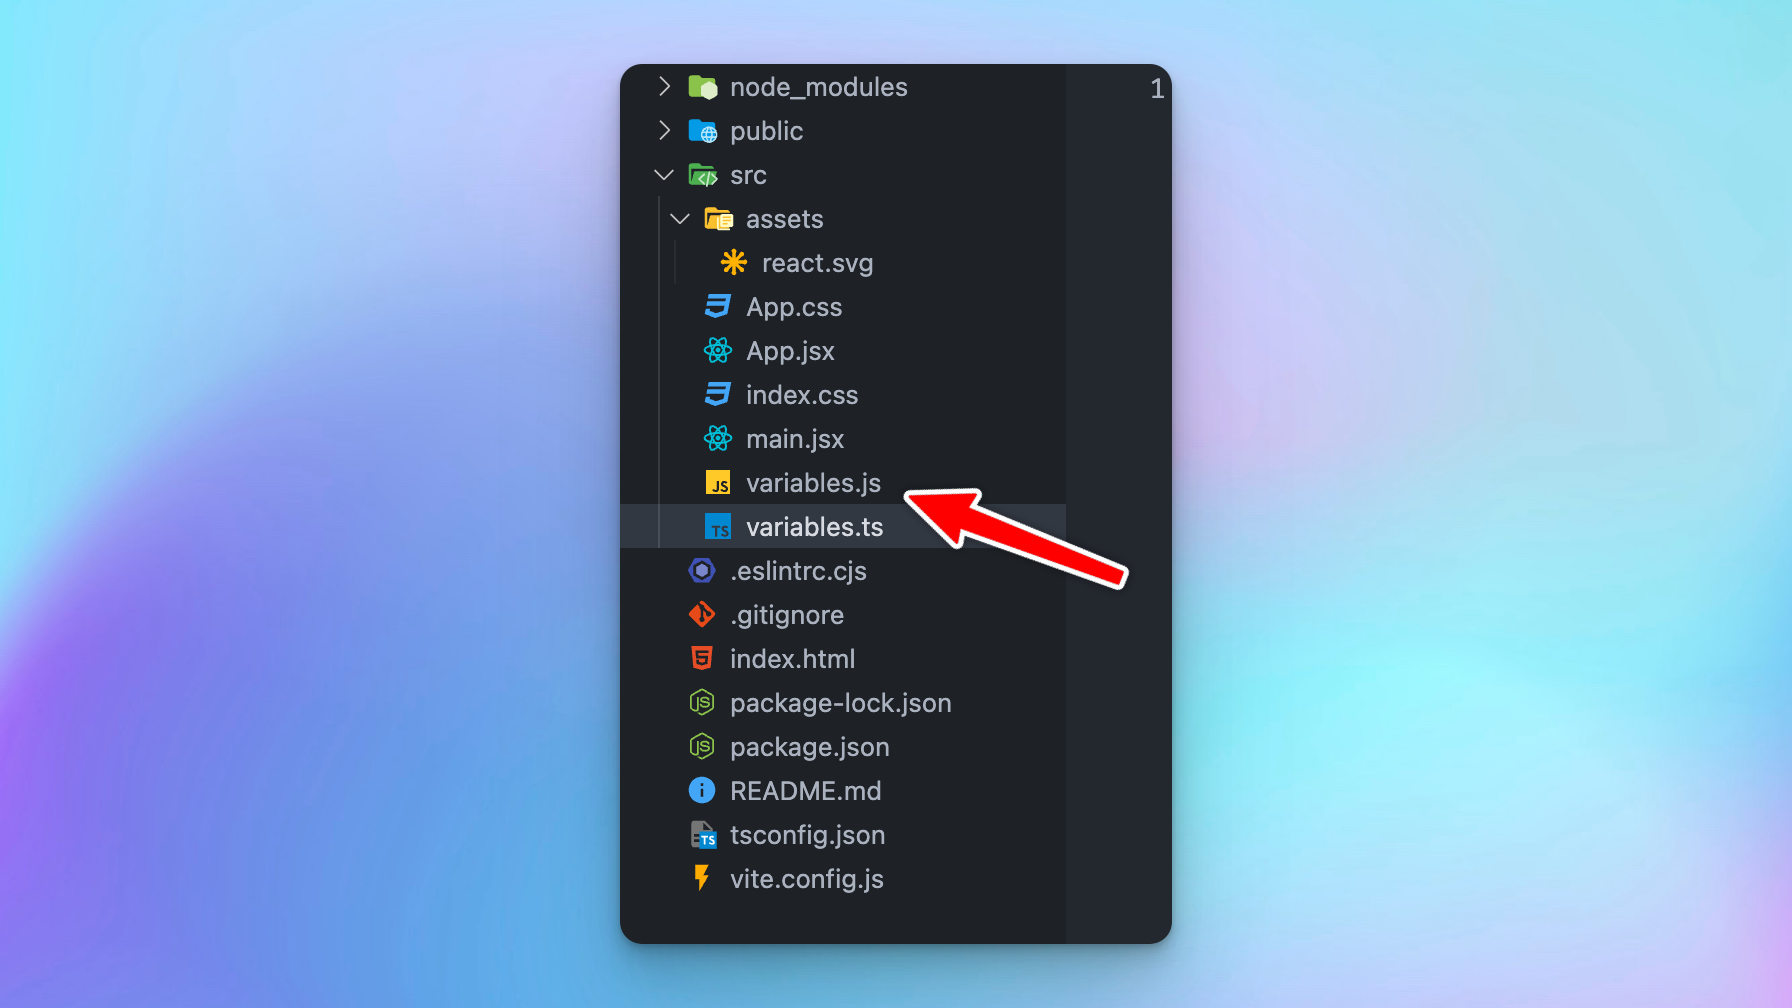 node_modules
1
public
src
assets
react.svg
App.css
App.jsx
index.css
main.jsx
JS variables.js
TS variables.ts
.eslintrc.cjs
.gitignore
index.html
JS package-lock.json
JS package.json
i README.md
TS tsconfig.json
vite.config.js